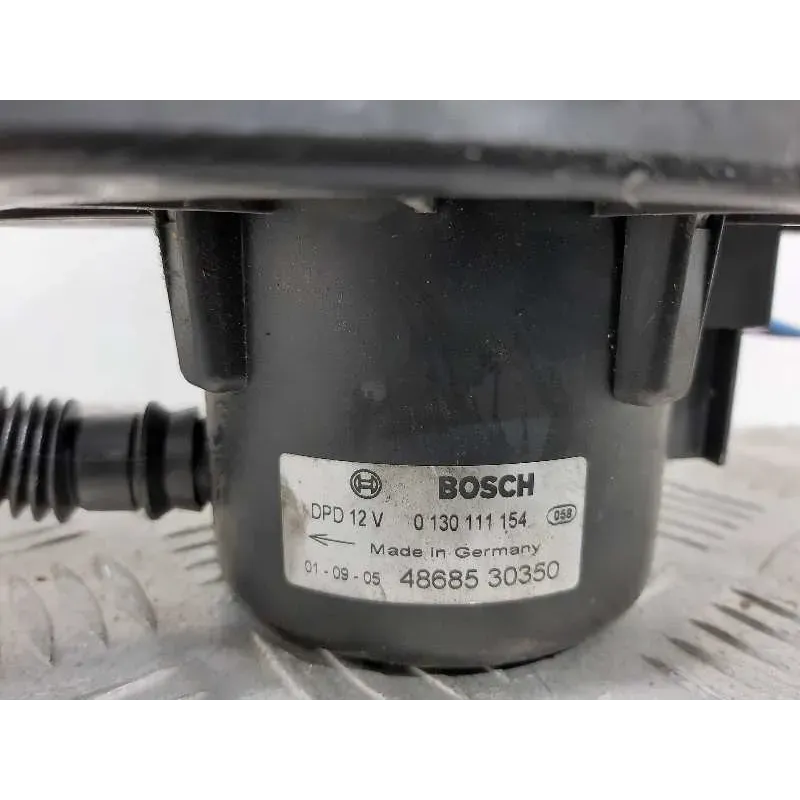 BOSCH
DPD 12 V 0 130 111 154 058
Made in Germany
01-09-05 48685 30350